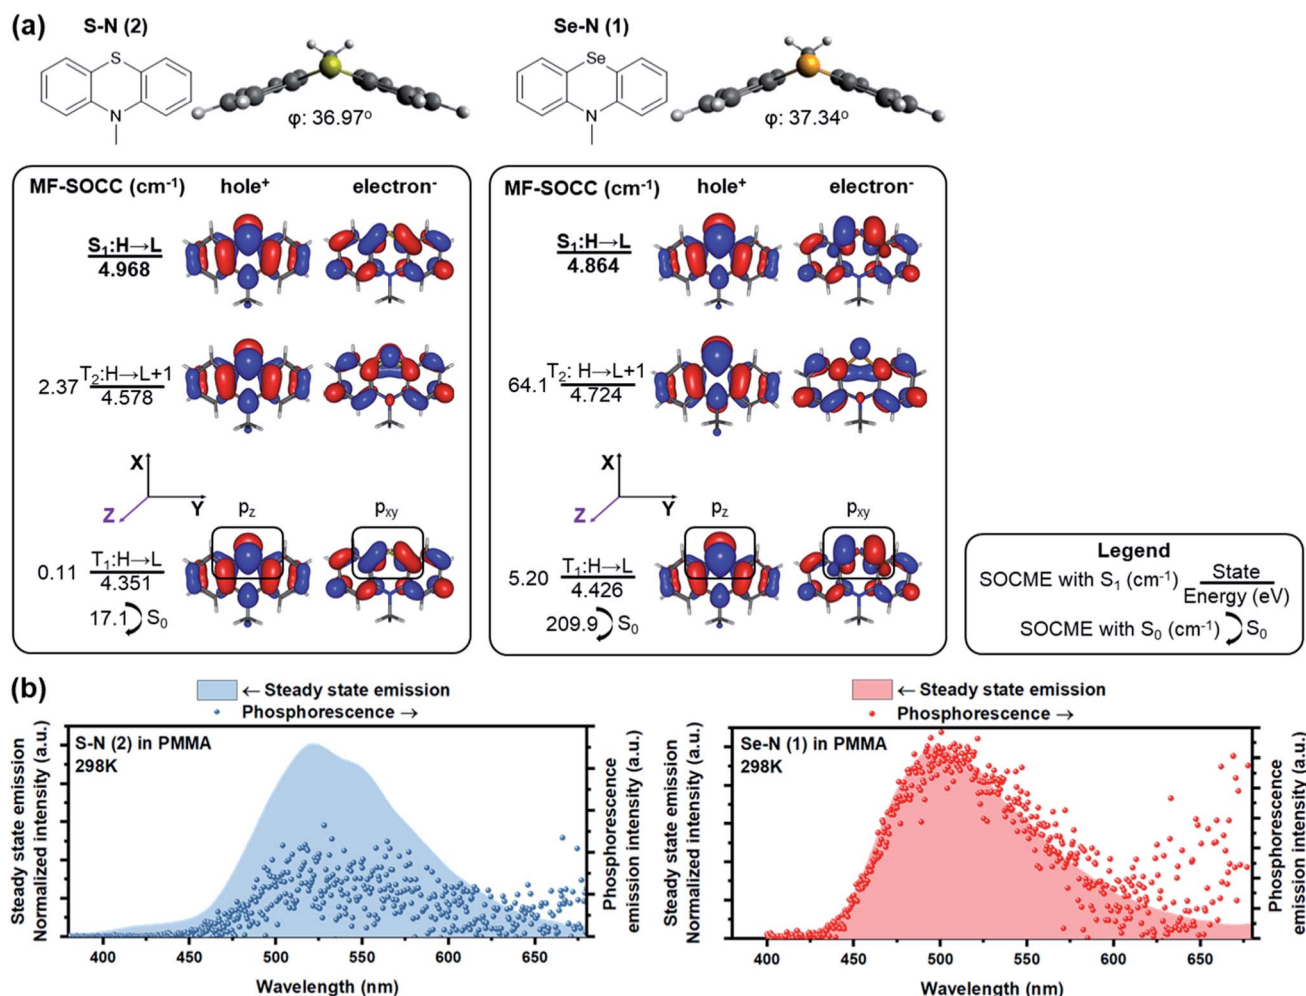 (a)
S-N (2)
S
N
φ: 36.97º
Se-N (1)
Se
N
φ: 37.34º
MF-SOCC (cm-1) hole+ electron-
S1:H→L
4.968
2.37 T2:H→L+1
4.578
X
Y
Z
pz
pxy
0.11 T1:H→L
4.351
17.1 S0
MF-SOCC (cm-1) hole+ electron-
S1:H→L
4.864
64.1 T2: H→L+1
4.724
X
Y
Z
pz
pxy
5.20 T1:H→L
4.426
209.9 S0
Legend
SOCME with S1 (cm-1) State
Energy (eV)
SOCME with S0 (cm-1) S0
(b)
← Steady state emission
Phosphorescence →
S-N (2) in PMMA
298K
Steady state emission
Normalized intensity (a.u.)
Phosphorescence
emission intensity (a.u.)
400 450 500 550 600 650
Wavelength (nm)
← Steady state emission
Phosphorescence →
Se-N (1) in PMMA
298K
Steady state emission
Normalized intensity (a.u.)
Phosphorescence
emission intensity (a.u.)
400 450 500 550 600 650
Wavelength (nm)